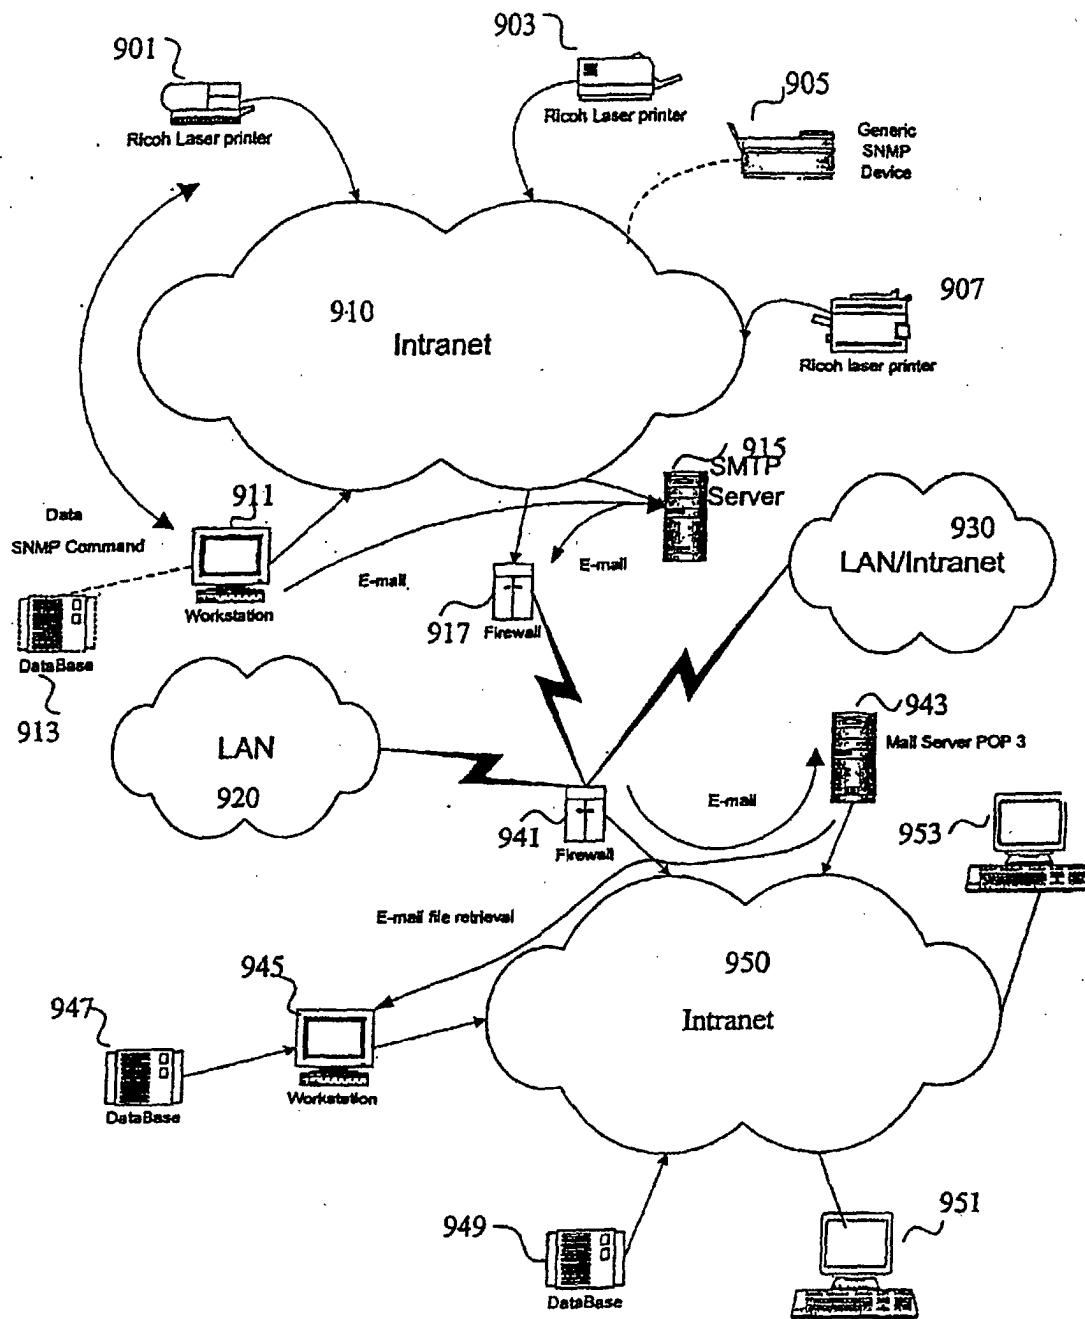 901
Ricoh Laser printer
903
Ricoh Laser printer
905
Generic
SNMP
Device
910
Intranet
907
Ricoh laser printer
915
SMTP
Server
911
Data
SNMP Command
Workstation
E-mail
E-mail
917
Firewall
930
LAN/Intranet
DataBase
913
LAN
920
943
Mail Server POP 3
E-mail
941
Firewall
953
E-mail file retrieval
945
950
Intranet
947
DataBase
Workstation
949
DataBase
951